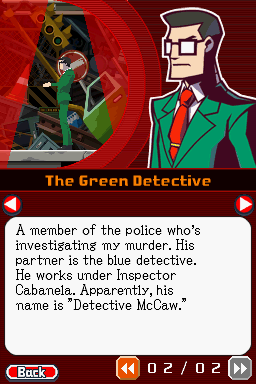 The Green Detective
A member of the police who's
investigating my murder. His
partner is the blue detective.
He works under Inspector
Cabanela. Apparently, his
name is "Detective McCaw."
Back
02/02